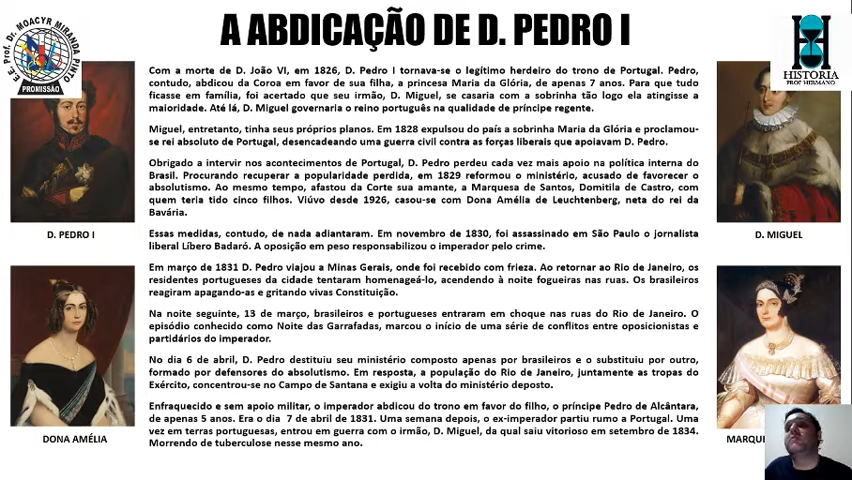 A ABDICAÇÃO DE D. PEDRO I
E.E. Prof. Dr. MOACYR MIRANDA PINTO
PROMISSÃO
HISTORIA
PROF HERMANO
Com a morte de D. João VI, em 1826, D. Pedro I tornava-se o legítimo herdeiro do trono de Portugal. Pedro,
contudo, abdicou da Coroa em favor de sua filha, a princesa Maria da Glória, de apenas 7 anos. Para que tudo
ficasse em família, foi acertado que seu irmão, D. Miguel, se casaria com a sobrinha tão logo ela atingisse a
maioridade. Até lá, D. Miguel governaria o reino português na qualidade de príncipe regente.
Miguel, entretanto, tinha seus próprios planos. Em 1828 expulsou do país a sobrinha Maria da Glória e proclamou-
se rei absoluto de Portugal, desencadeando uma guerra civil contra as forças liberais que apoiavam D. Pedro.
Obrigado a intervir nos acontecimentos de Portugal, D. Pedro perdeu cada vez mais apoio na política interna do
Brasil. Procurando recuperar a popularidade perdida, em 1829 reformou o ministério, acusado de favorecer o
absolutismo. Ao mesmo tempo, afastou da Corte sua amante, a Marquesa de Santos, Domitila de Castro, com
quem teria tido cinco filhos. Viúvo desde 1926, casou-se com Dona Amélia de Leuchtenberg, neta do rei da
Bavária.
Essas medidas, contudo, de nada adiantaram. Em novembro de 1830, foi assassinado em São Paulo o jornalista
liberal Líbero Badaró. A oposição em peso responsabilizou o imperador pelo crime.
Em março de 1831 D. Pedro viajou a Minas Gerais, onde foi recebido com frieza. Ao retornar ao Rio de Janeiro, os
residentes portugueses da cidade tentaram homenageá-lo, acendendo à noite fogueiras nas ruas. Os brasileiros
reagiram apagando-as e gritando vivas Constituição.
Na noite seguinte, 13 de março, brasileiros e portugueses entraram em choque nas ruas do Rio de Janeiro. O
episódio conhecido como Noite das Garrafadas, marcou o início de uma série de conflitos entre oposicionistas e
partidários do imperador.
No dia 6 de abril, D. Pedro destituiu seu ministério composto apenas por brasileiros e o substituiu por outro,
formado por defensores do absolutismo. Em resposta, a população do Rio de Janeiro, juntamente as tropas do
Exército, concentrou-se no Campo de Santana e exigiu a volta do ministério deposto.
Enfraquecido e sem apoio militar, o imperador abdicou do trono em favor do filho, o príncipe Pedro de Alcântara,
de apenas 5 anos. Era o dia 7 de abril de 1831. Uma semana depois, o ex-imperador partiu rumo a Portugal. Uma
vez em terras portuguesas, entrou em guerra com o irmão, D. Miguel, da qual saiu vitorioso em setembro de 1834.
Morrendo de tuberculose nesse mesmo ano.
D. PEDRO I
D. MIGUEL
DONA AMÉLIA